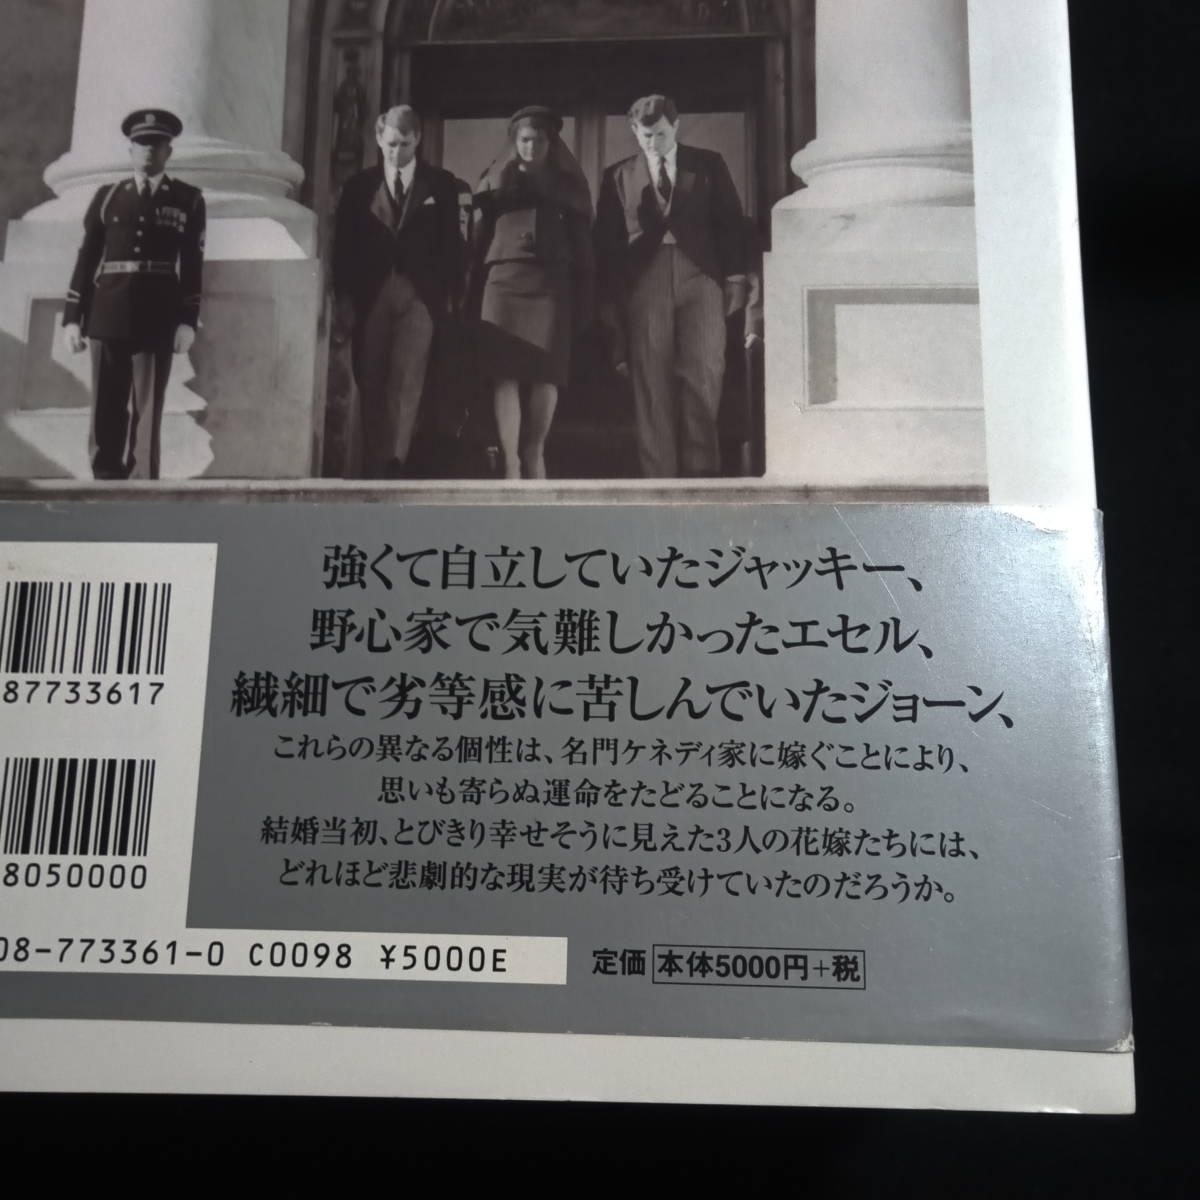 強くて自立していたジャッキー、
野心家で気難しかったエセル、
繊細で劣等感に苦しんでいたジョーン、
これらの異なる個性は、名門ケネディ家に嫁ぐことにより、
思いも寄らぬ運命をたどることになる。
結婚当初、とびきり幸せそうに見えた3人の花嫁たちには、
どれほど悲劇的な現実が待ち受けていたのだろうか。
87733617
8050000
08-773361-0 C0098 ¥5000E
定価 本体5000円+税